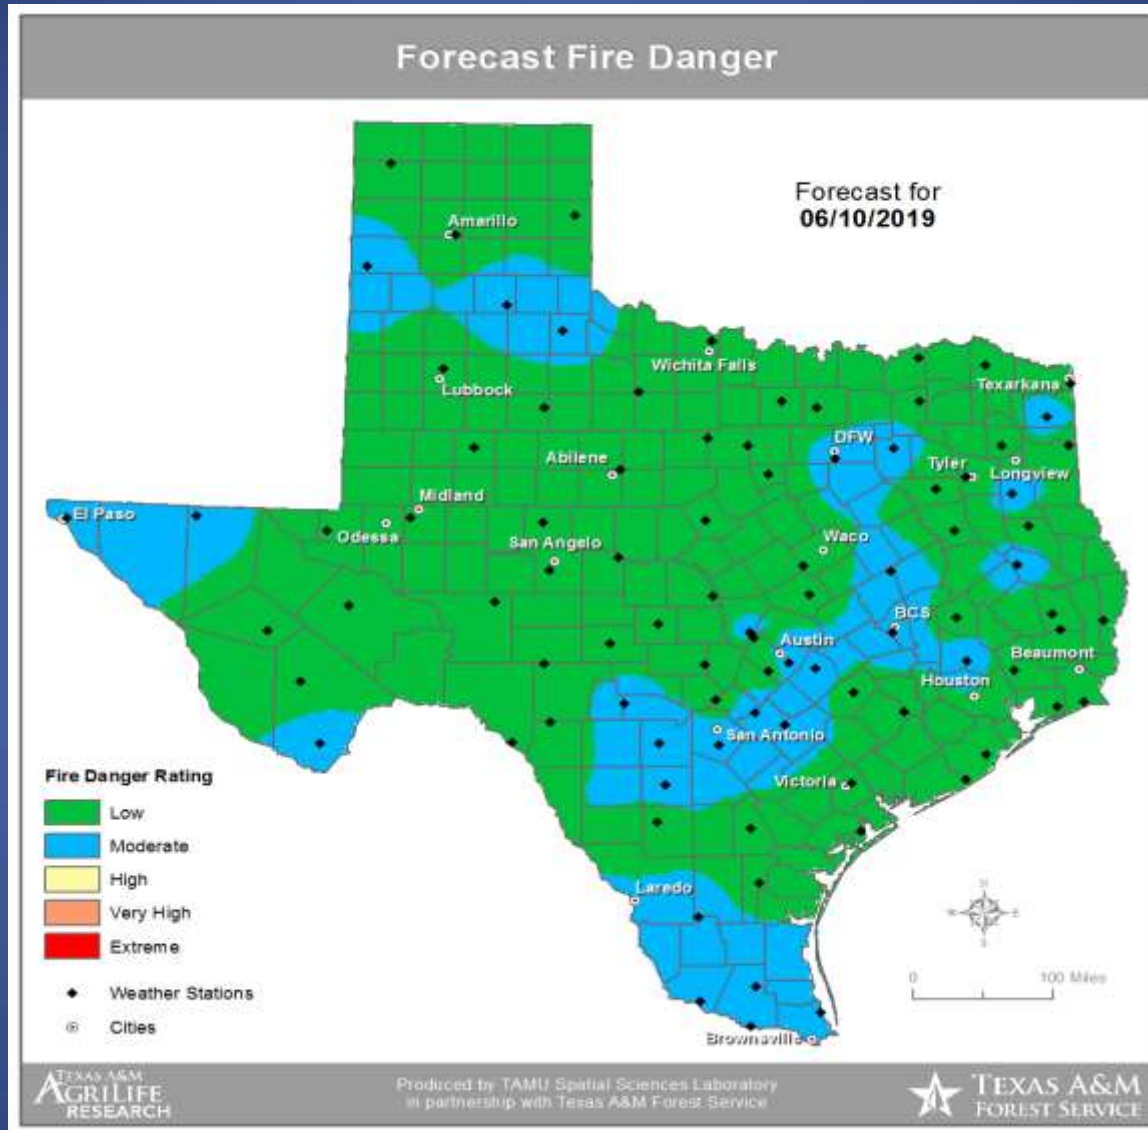 Forecast Fire Danger
Forecast for
06/10/2019
Amarillo
Wichita Falls
Texarkana
Lubbock
DFW
Abilene
Tyler
Longview
Midland
El Paso
Odessa
San Angelo
Waco
BCS
Austin
Beaumont
Houston
San Antonio
Victoria
Laredo
Brownsville
Fire Danger Rating
Low
Moderate
High
Very High
Extreme
Weather Stations
Cities
N
W E
S
0 100 Miles
TEXAS A&M
AGRILIFE
RESEARCH
Produced by TAMU Spatial Sciences Laboratory
in partnership with Texas A&M Forest Service
TEXAS A&M
FOREST SERVICE